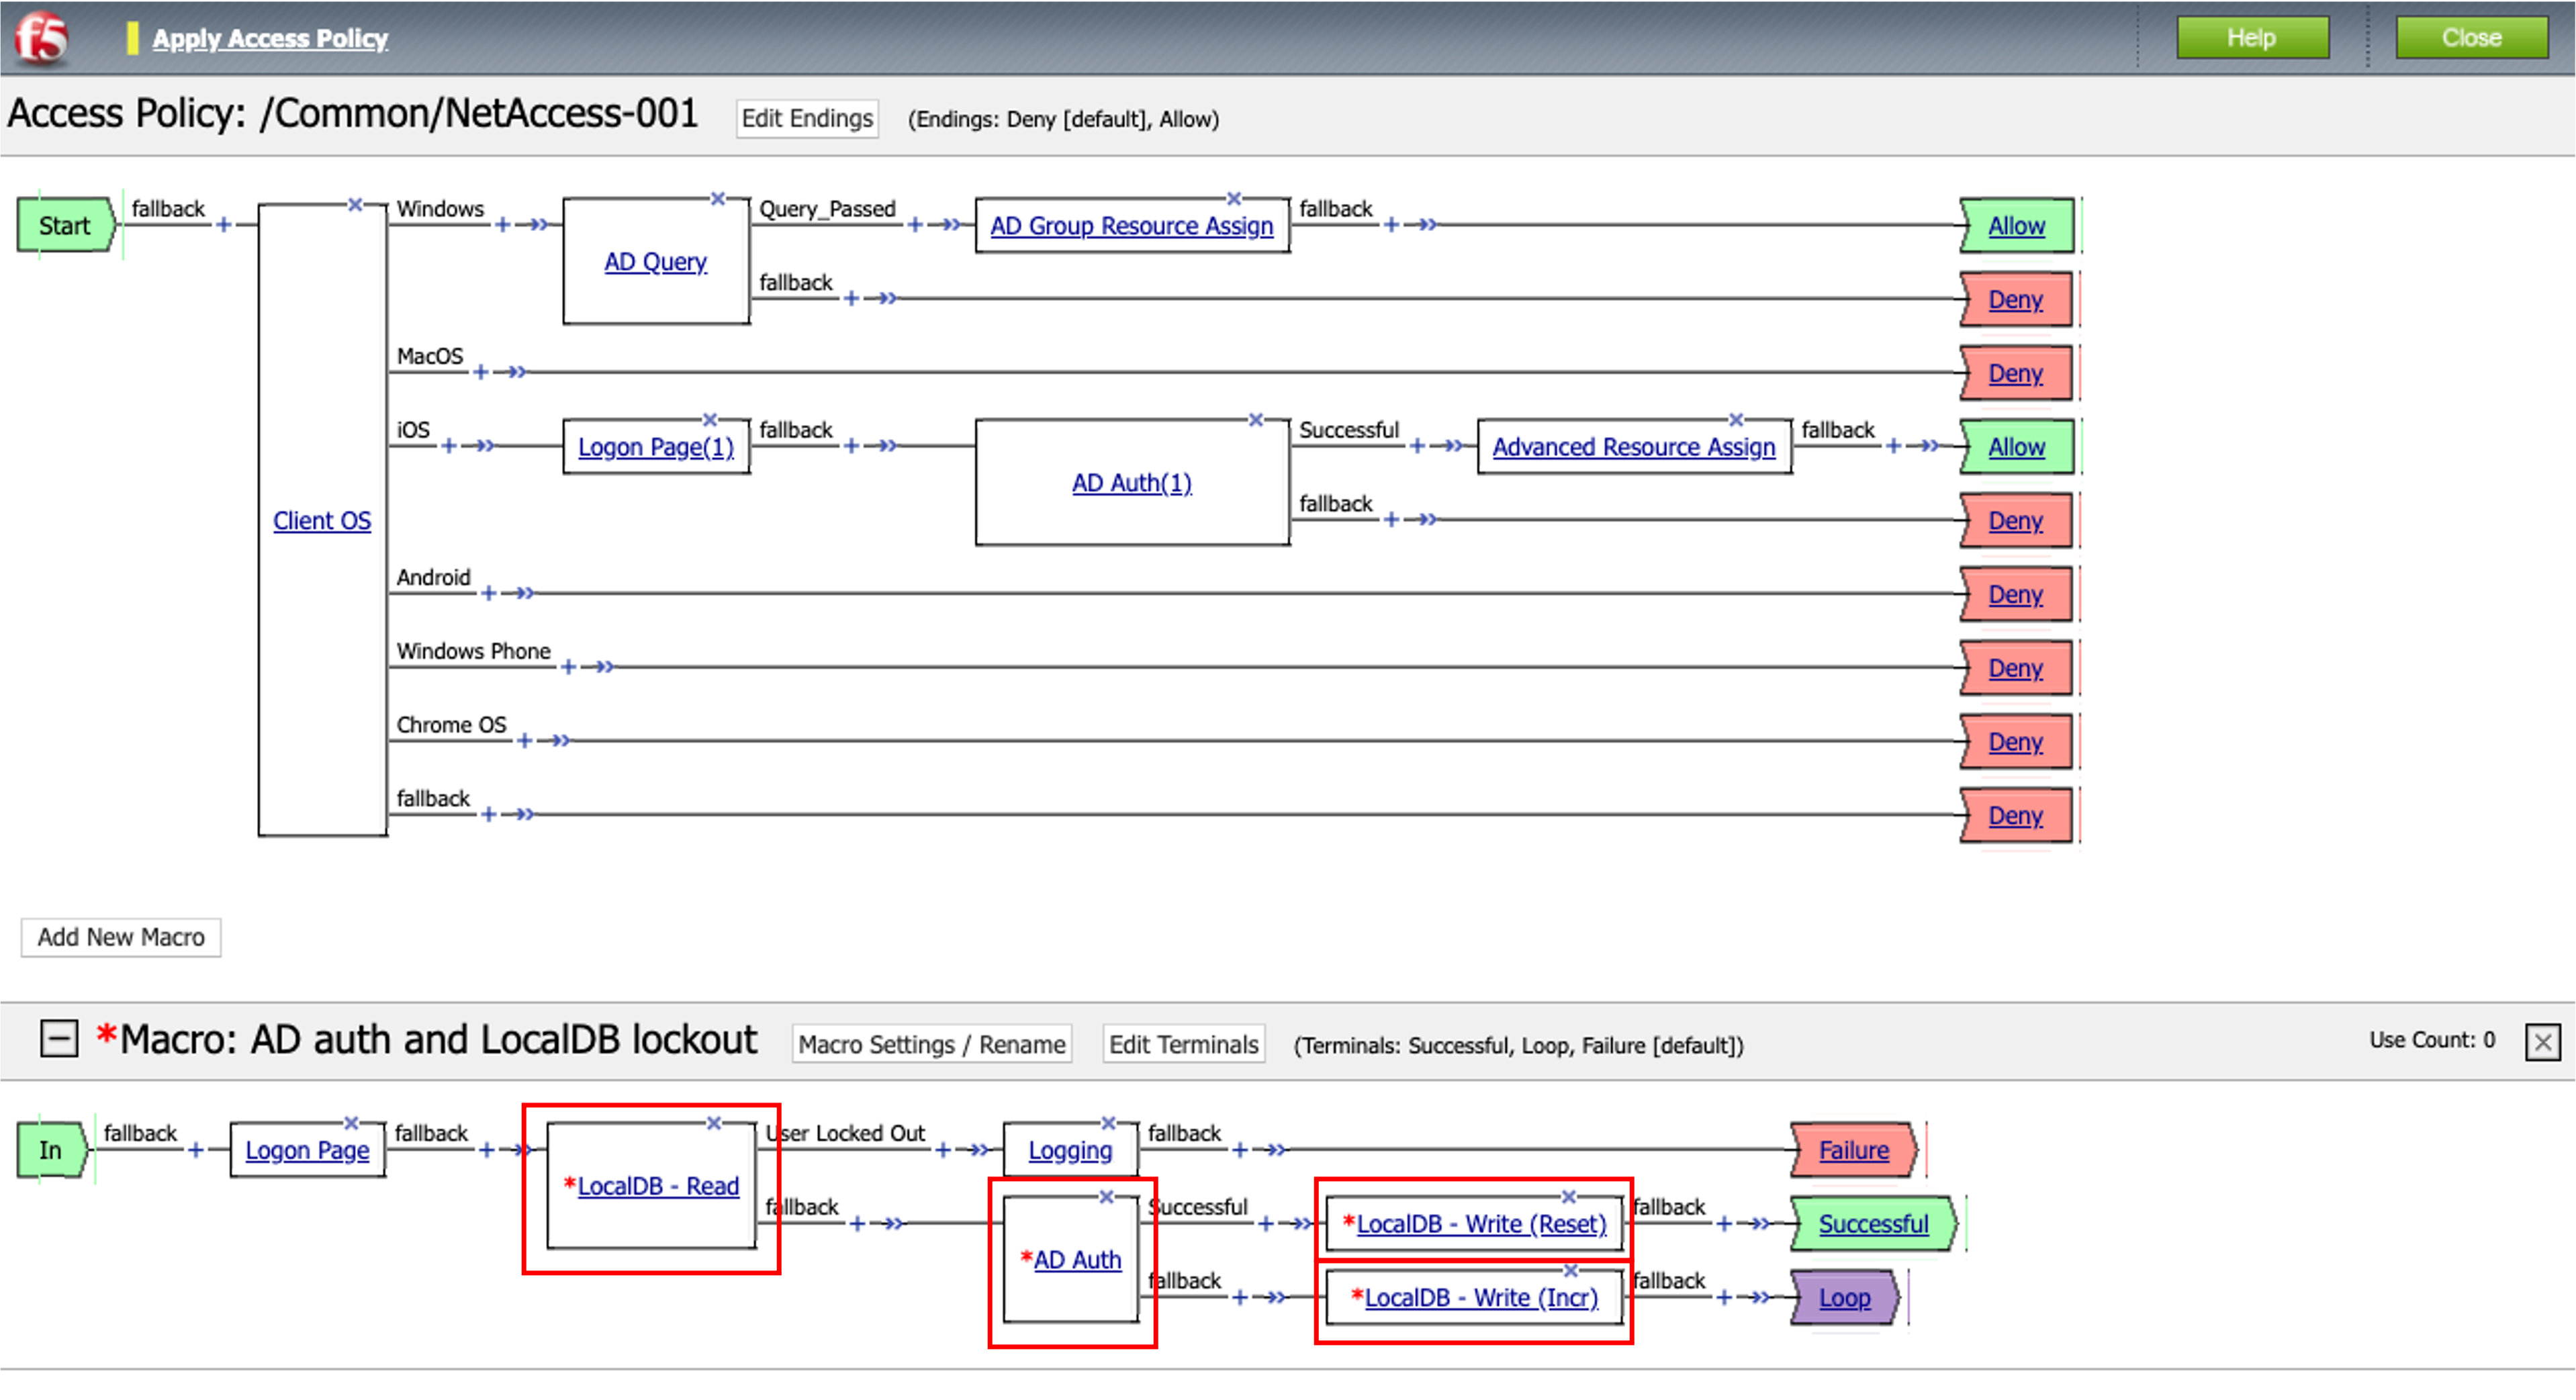 f5 Apply Access Policy Help Close
Access Policy: /Common/NetAccess-001 Edit Endings (Endings: Deny [default], Allow)
Start fallback Windows Query_Passed AD Group Resource Assign fallback Allow
AD Query
fallback Deny
MacOS Deny
iOS Logon Page(1) fallback Successful Advanced Resource Assign fallback Allow
AD Auth(1)
Client OS fallback Deny
Android Deny
Windows Phone Deny
Chrome OS Deny
fallback Deny
Add New Macro
*Macro: AD auth and LocalDB lockout Macro Settings / Rename Edit Terminals (Terminals: Successful, Loop, Failure [default]) Use Count: 0
In fallback Logon Page fallback User Locked Out Logging fallback Failure
*LocalDB - Read
fallback Successful *LocalDB - Write (Reset) fallback Successful
*AD Auth
fallback *LocalDB - Write (Incr) fallback Loop